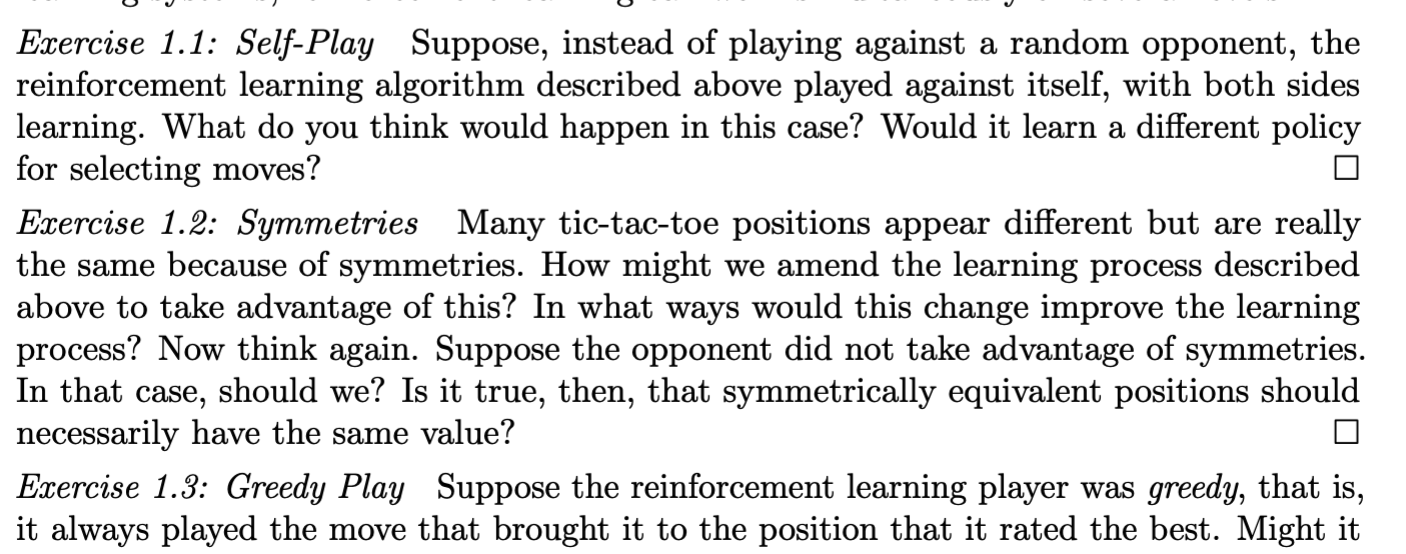 Exercise 1.1: Self-Play Suppose, instead of playing against a random opponent, the
reinforcement learning algorithm described above played against itself, with both sides
learning. What do you think would happen in this case? Would it learn a different policy
for selecting moves? □
Exercise 1.2: Symmetries Many tic-tac-toe positions appear different but are really
the same because of symmetries. How might we amend the learning process described
above to take advantage of this? In what ways would this change improve the learning
process? Now think again. Suppose the opponent did not take advantage of symmetries.
In that case, should we? Is it true, then, that symmetrically equivalent positions should
necessarily have the same value? □
Exercise 1.3: Greedy Play Suppose the reinforcement learning player was greedy, that is,
it always played the move that brought it to the position that it rated the best. Might it